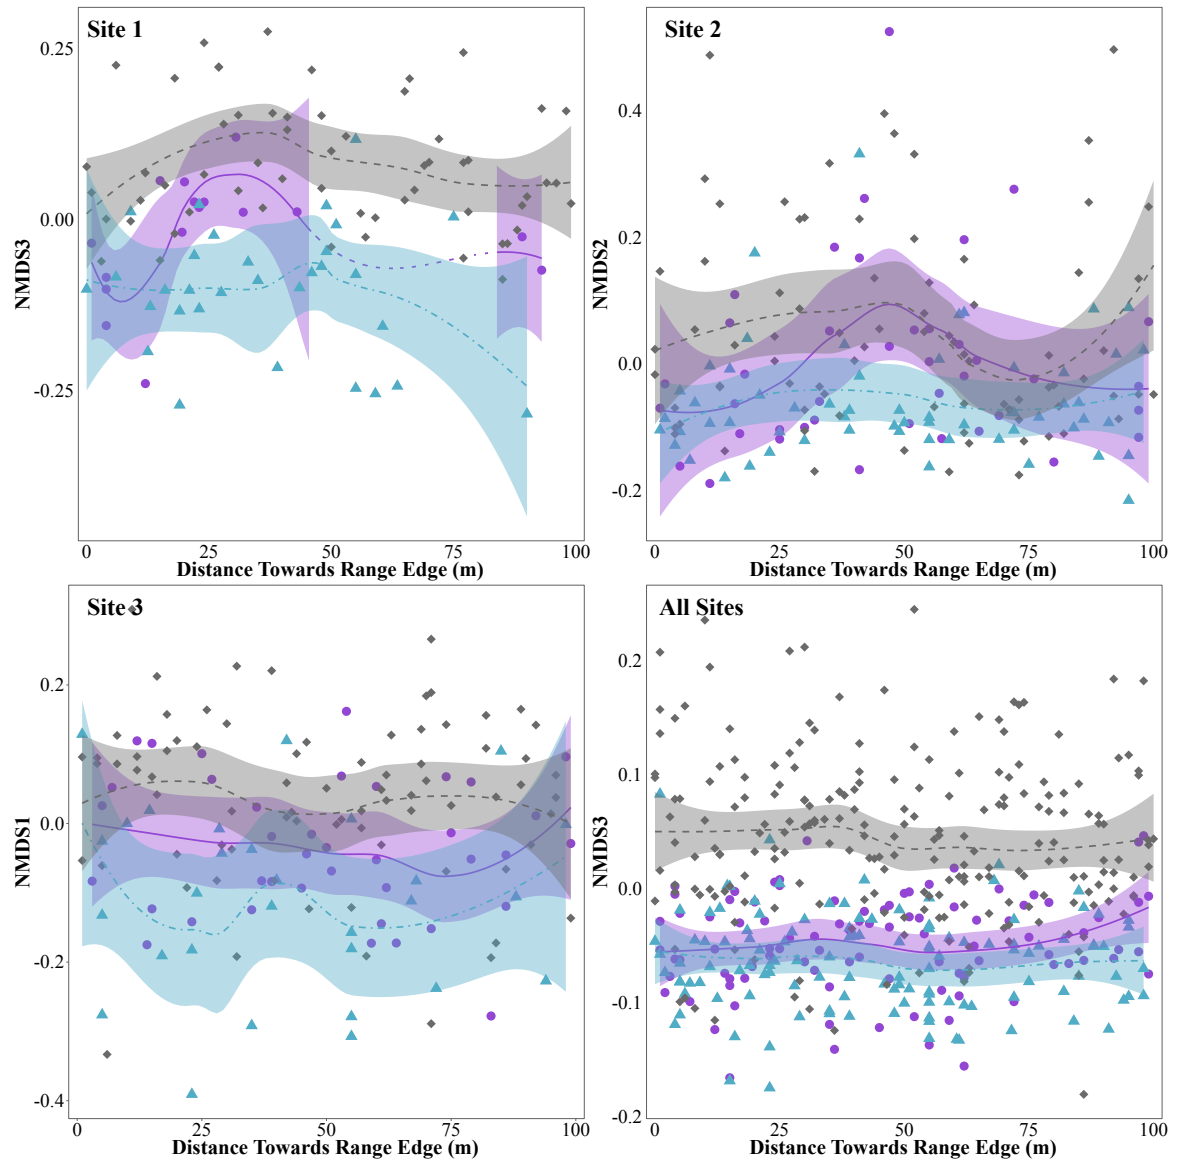 Site 1
0.25
0.00
-0.25
NMDS3
0 25 50 75 100
Distance Towards Range Edge (m)
Site 2
0.4
0.2
0.0
-0.2
NMDS2
0 25 50 75 100
Distance Towards Range Edge (m)
Site 3
0.2
0.0
-0.2
-0.4
NMDS1
0 25 50 75 100
Distance Towards Range Edge (m)
All Sites
0.2
0.1
0.0
-0.1
-0.2
NMDS3
0 25 50 75 100
Distance Towards Range Edge (m)